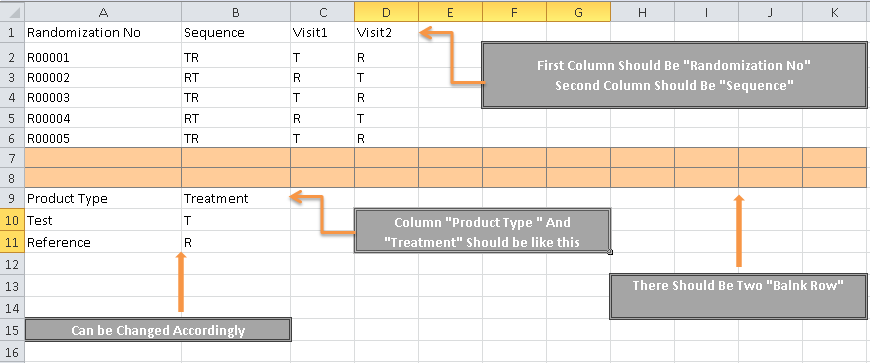 A B C D E F G H I J K
1 Randomization No Sequence Visit1 Visit2
First Column Should Be "Randomization No"
Second Column Should Be "Sequence"
2 R00001 TR T R
3 R00002 RT R T
4 R00003 TR T R
5 R00004 RT R T
6 R00005 TR T R
7
8
9 Product Type Treatment
10 Test T
11 Reference R
Column "Product Type " And
"Treatment" Should be like this
12
13
There Should Be Two "Balnk Row"
14
15
Can be Changed Accordingly
16